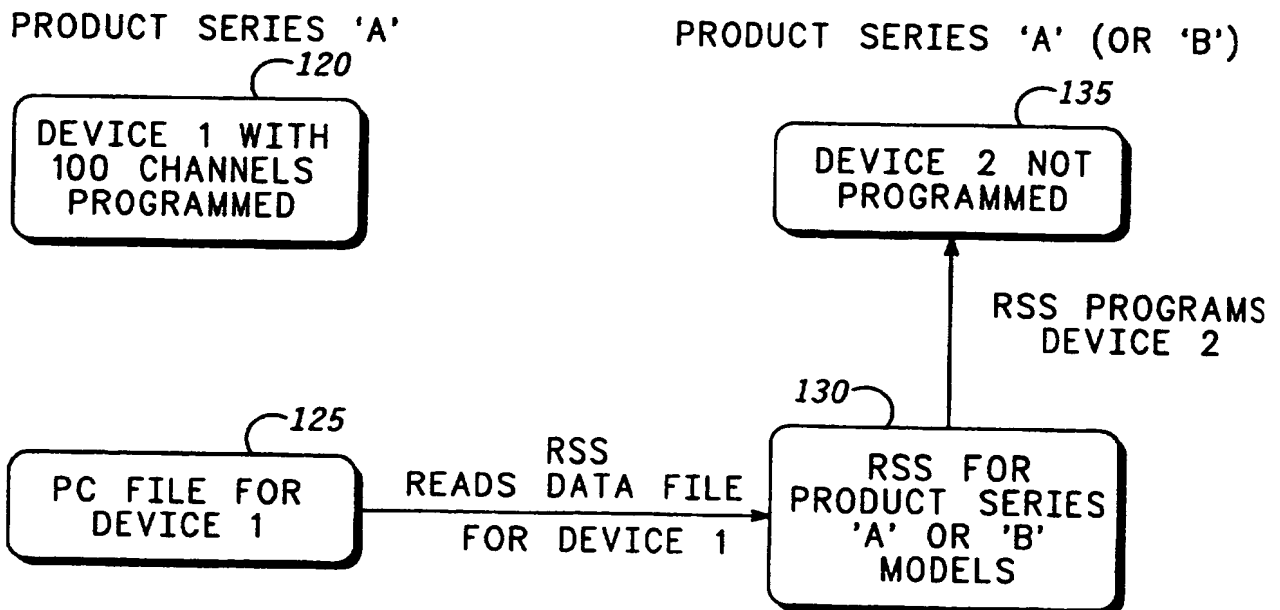 PRODUCT SERIES 'A'
120
DEVICE 1 WITH
100 CHANNELS
PROGRAMMED
PRODUCT SERIES 'A' (OR 'B')
135
DEVICE 2 NOT
PROGRAMMED
RSS PROGRAMS
DEVICE 2
125
PC FILE FOR
DEVICE 1
RSS
READS DATA FILE
FOR DEVICE 1
130
RSS FOR
PRODUCT SERIES
'A' OR 'B'
MODELS